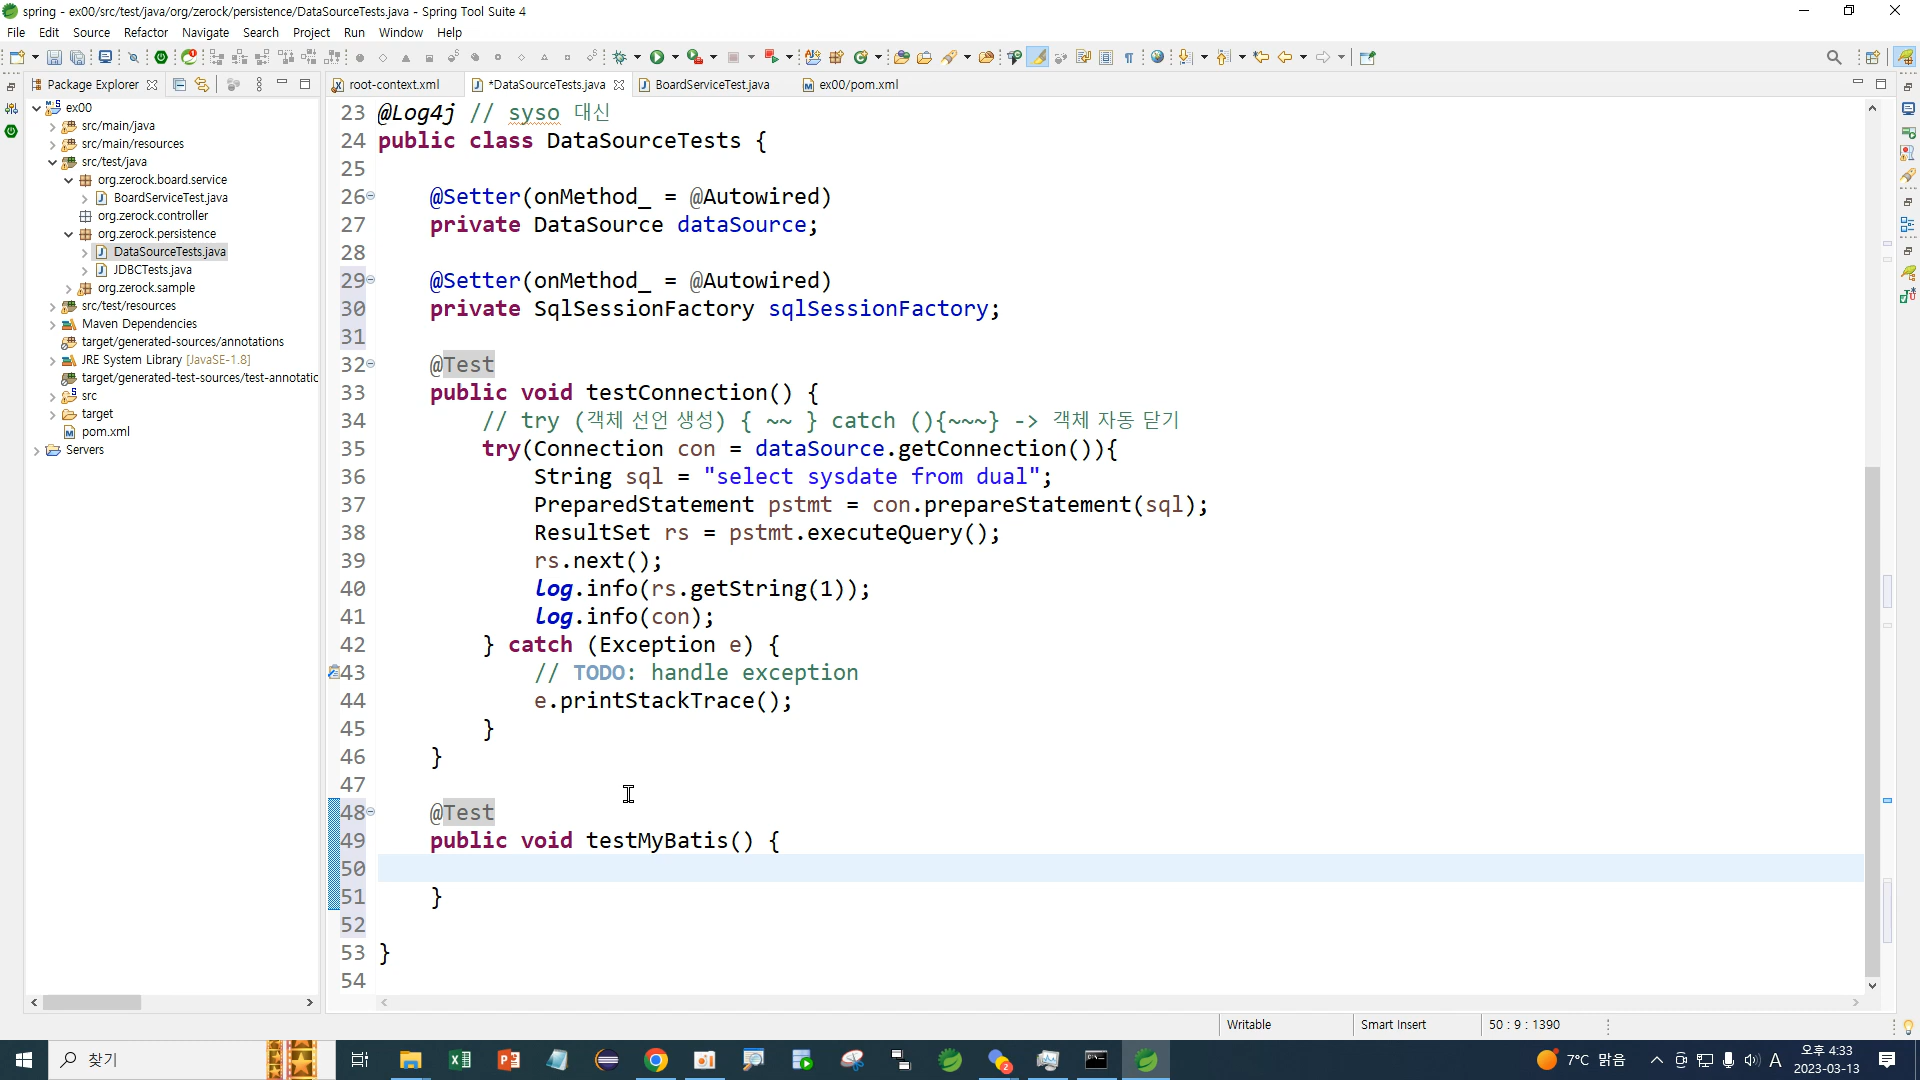 spring - ex00/src/test/java/org/zerock/persistence/DataSourceTests.java - Spring Tool Suite 4
File Edit Source Refactor Navigate Search Project Run Window Help
Package Explorer
root-context.xml
*DataSourceTests.java
BoardServiceTest.java
ex00/pom.xml
ex00
src/main/java
src/main/resources
src/test/java
org.zerock.board.service
BoardServiceTest.java
org.zerock.controller
org.zerock.persistence
DataSourceTests.java
JDBCTests.java
org.zerock.sample
src/test/resources
Maven Dependencies
target/generated-sources/annotations
JRE System Library [JavaSE-1.8]
target/generated-test-sources/test-annotatic
src
target
pom.xml
Servers
23 @Log4j // syso 대신
24 public class DataSourceTests {
25
26 @Setter(onMethod_ = @Autowired)
27 private DataSource dataSource;
28
29 @Setter(onMethod_ = @Autowired)
30 private SqlSessionFactory sqlSessionFactory;
31
32 @Test
33 public void testConnection() {
34 // try (객체 선언 생성) { ~~ } catch (){~~~} -> 객체 자동 닫기
35 try(Connection con = dataSource.getConnection()){
36 String sql = "select sysdate from dual";
37 PreparedStatement pstmt = con.prepareStatement(sql);
38 ResultSet rs = pstmt.executeQuery();
39 rs.next();
40 log.info(rs.getString(1));
41 log.info(con);
42 } catch (Exception e) {
43 // TODO: handle exception
44 e.printStackTrace();
45 }
46 }
47
48 @Test
49 public void testMyBatis() {
50
51 }
52
53 }
54
Writable
Smart Insert
50 : 9 : 1390
찾기
7°C 맑음
A
오후 4:33
2023-03-13